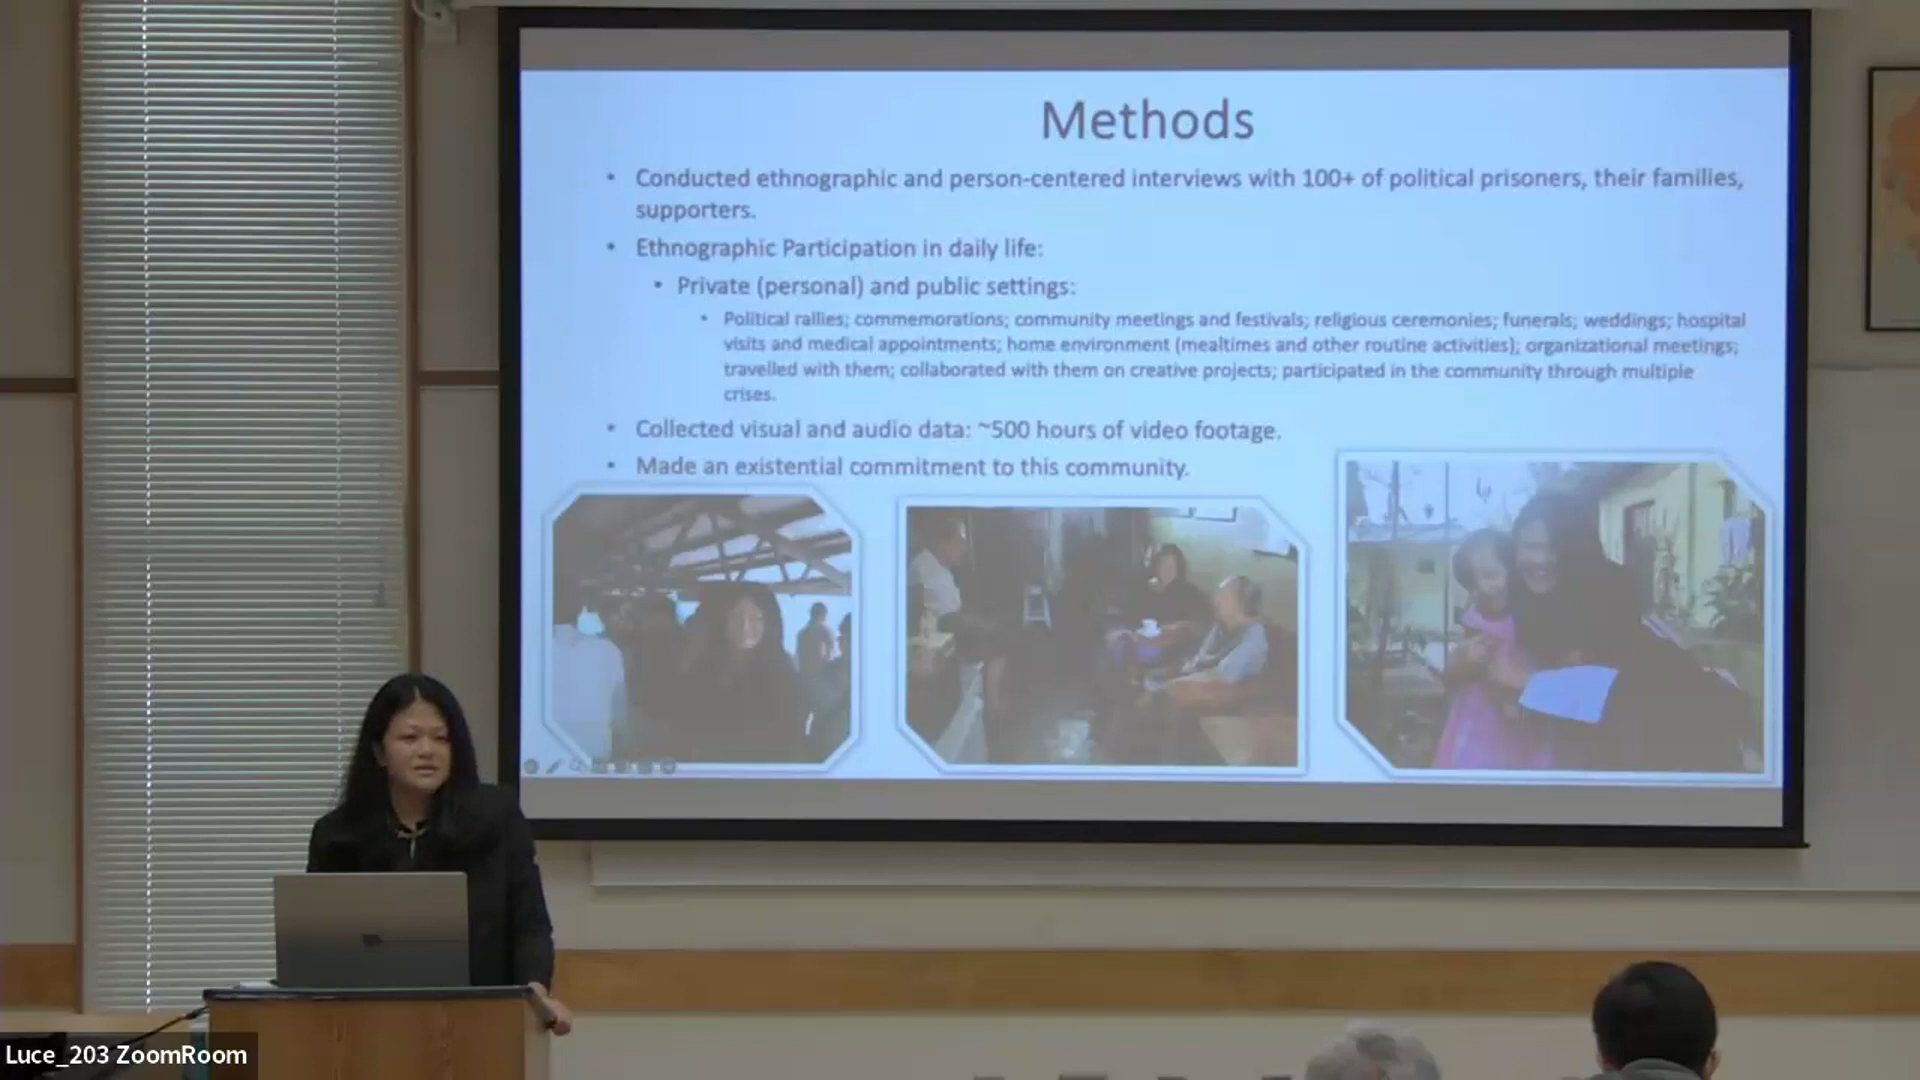 Methods
• Conducted ethnographic and person-centered interviews with 100+ of political prisoners, their families,
supporters.
• Ethnographic Participation in daily life:
• Private (personal) and public settings:
• Political rallies; commemorations; community meetings and festivals; religious ceremonies; funerals; weddings; hospital
visits and medical appointments; home environment (mealtimes and other routine activities); organizational meetings;
travelled with them; collaborated with them on creative projects; participated in the community through multiple
crises.
• Collected visual and audio data: ~500 hours of video footage.
• Made an existential commitment to this community.
Luce_203 ZoomRoom